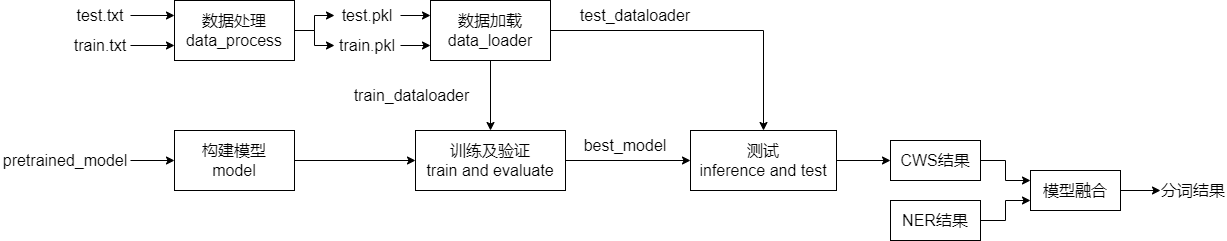 test.txt
train.txt
数据处理
data_process
test.pkl
train.pkl
数据加载
data_loader
test_dataloader
train_dataloader
pretrained_model
构建模型
model
训练及验证
train and evaluate
best_model
测试
inference and test
CWS结果
NER结果
模型融合
分词结果